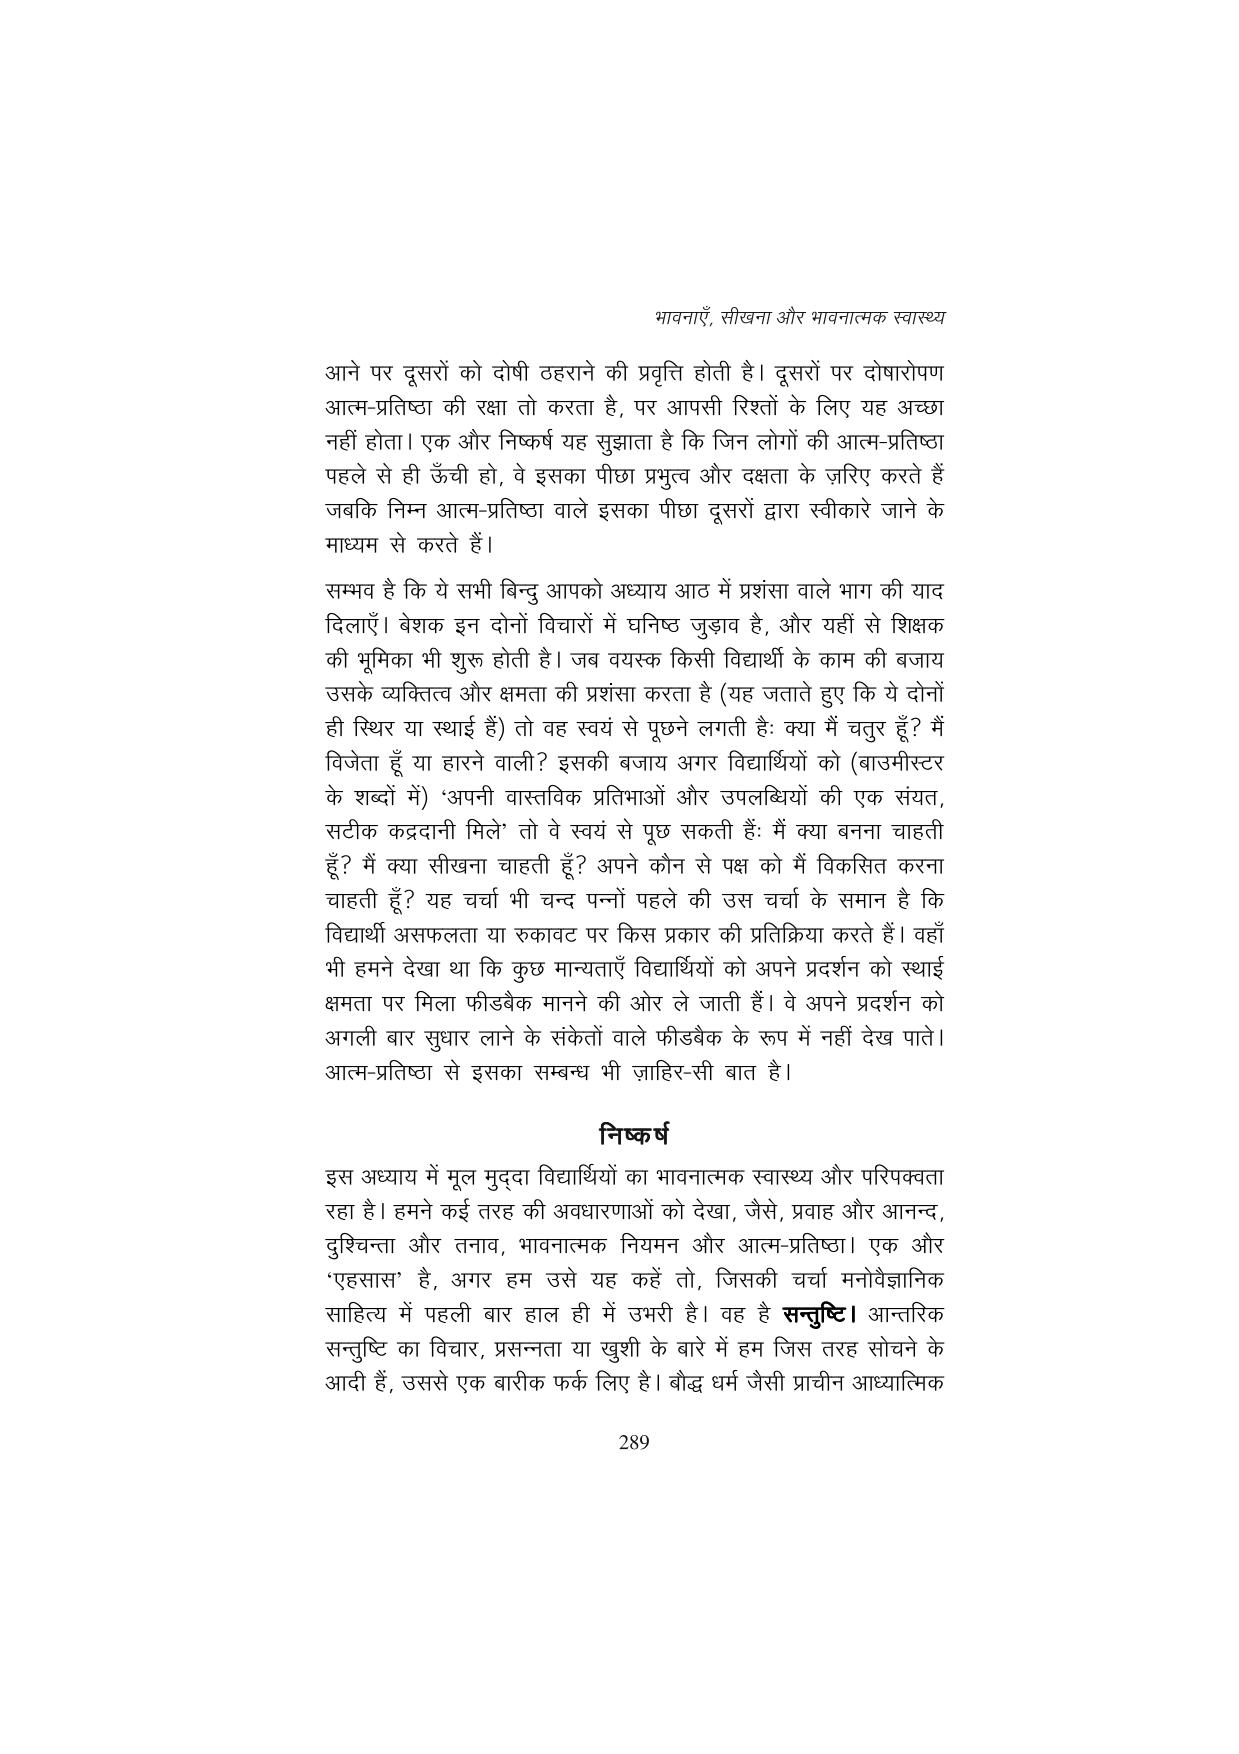 भावनाएँ, सीखना और भावनात्मक स्वास्थ्य
आने पर दूसरों को दोषी ठहराने की प्रवृत्ति होती है। दूसरों पर दोषारोपण
आत्म-प्रतिष्ठा की रक्षा तो करता है, पर आपसी रिश्तों के लिए यह अच्छा
नहीं होता। एक और निष्कर्ष यह सुझाता है कि जिन लोगों की आत्म-प्रतिष्ठा
पहले से ही ऊँची हो, वे इसका पीछा प्रभुत्व और दक्षता के ज़रिए करते हैं
जबकि निम्न आत्म-प्रतिष्ठा वाले इसका पीछा दूसरों द्वारा स्वीकारे जाने के
माध्यम से करते हैं।
सम्भव है कि ये सभी बिन्दु आपको अध्याय आठ में प्रशंसा वाले भाग की याद
दिलाएँ। बेशक इन दोनों विचारों में घनिष्ठ जुड़ाव है, और यहीं से शिक्षक
की भूमिका भी शुरू होती है। जब वयस्क किसी विद्यार्थी के काम की बजाय
उसके व्यक्तित्व और क्षमता की प्रशंसा करता है (यह जताते हुए कि ये दोनों
ही स्थिर या स्थाई हैं) तो वह स्वयं से पूछने लगती हैः क्या मैं चतुर हूँ? मैं
विजेता हूँ या हारने वाली? इसकी बजाय अगर विद्यार्थियों को (बाउमीस्टर
के शब्दों में) ‘अपनी वास्तविक प्रतिभाओं और उपलब्धियों की एक संयत,
सटीक कद्रदानी मिले’ तो वे स्वयं से पूछ सकती हैंः मैं क्या बनना चाहती
हूँ? मैं क्या सीखना चाहती हूँ? अपने कौन से पक्ष को मैं विकसित करना
चाहती हूँ? यह चर्चा भी चन्द पन्नों पहले की उस चर्चा के समान है कि
विद्यार्थी असफलता या रुकावट पर किस प्रकार की प्रतिक्रिया करते हैं। वहाँ
भी हमने देखा था कि कुछ मान्यताएँ विद्यार्थियों को अपने प्रदर्शन को स्थाई
क्षमता पर मिला फीडबैक मानने की ओर ले जाती हैं। वे अपने प्रदर्शन को
अगली बार सुधार लाने के संकेतों वाले फीडबैक के रूप में नहीं देख पाते।
आत्म-प्रतिष्ठा से इसका सम्बन्ध भी ज़ाहिर-सी बात है।
निष्कर्ष
इस अध्याय में मूल मुद्‌दा विद्यार्थियों का भावनात्मक स्वास्थ्य और परिपक्वता
रहा है। हमने कई तरह की अवधारणाओं को देखा, जैसे, प्रवाह और आनन्द,
दुश्चिन्ता और तनाव, भावनात्मक नियमन और आत्म-प्रतिष्ठा। एक और
‘एहसास’ है, अगर हम उसे यह कहें तो, जिसकी चर्चा मनोवैज्ञानिक
साहित्य में पहली बार हाल ही में उभरी है। वह है सन्तुष्टि। आन्तरिक
सन्तुष्टि का विचार, प्रसन्नता या खुशी के बारे में हम जिस तरह सोचने के
आदी हैं, उससे एक बारीक फर्क लिए है। बौद्ध धर्म जैसी प्राचीन आध्यात्मिक
289